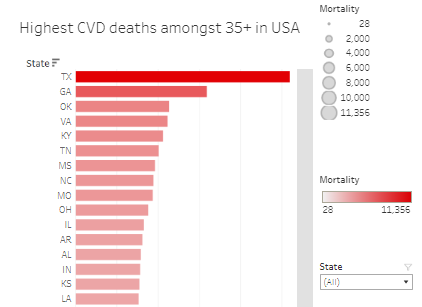 Highest CVD deaths amongst 35+ in USA
State
TX
GA
OK
VA
KY
TN
MS
NC
MO
OH
IL
AR
AL
IN
KS
LA
Mortality
28
2,000
4,000
6,000
8,000
10,000
11,356
Mortality
28 11,356
State
(All)